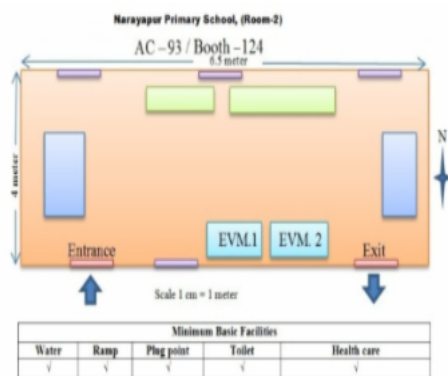 Narayapur Primary School, (Room-2)
AC – 93 / Booth –124
6.5 meter
4 meter
N
EVM.1 EVM. 2
Entrance Exit
Scale 1 cm = 1 meter
Minimum Basic Facilities
Water Ramp Plug point Toilet Health care
√ √ √ √ √